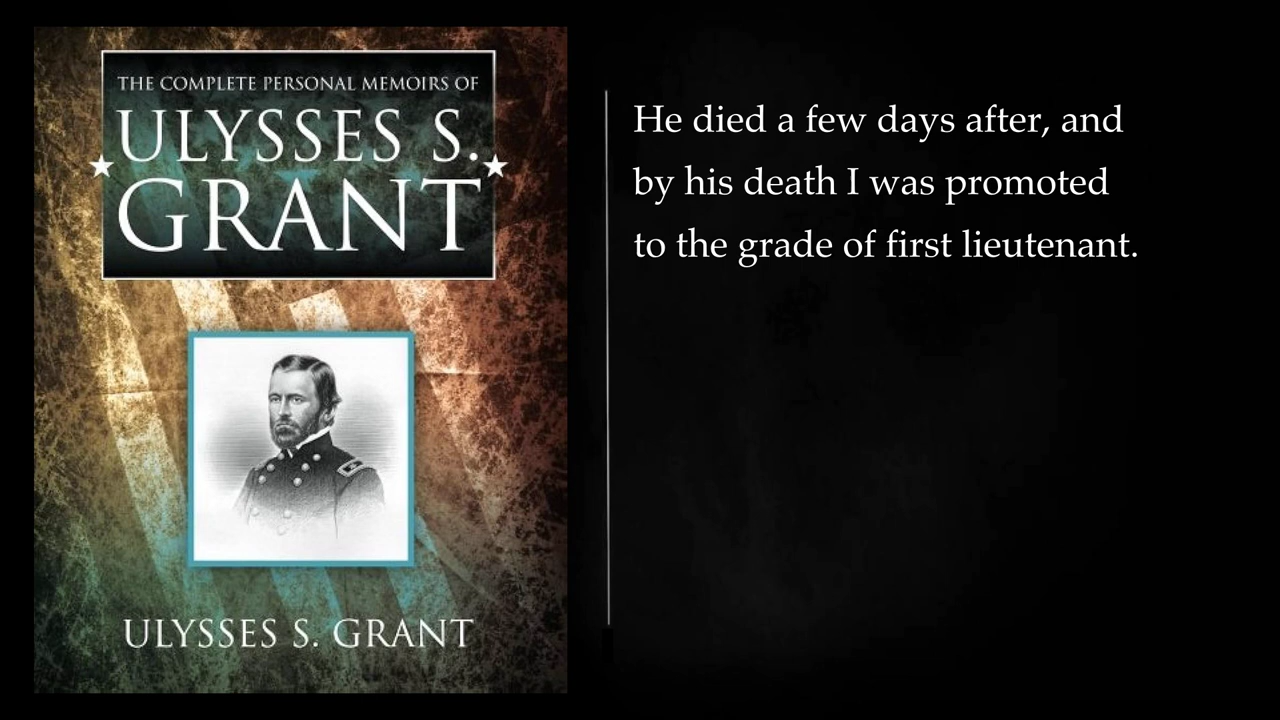 THE COMPLETE PERSONAL MEMOIRS OF
ULYSSES S.
GRANT
ULYSSES S. GRANT
He died a few days after, and
by his death I was promoted
to the grade of first lieutenant.